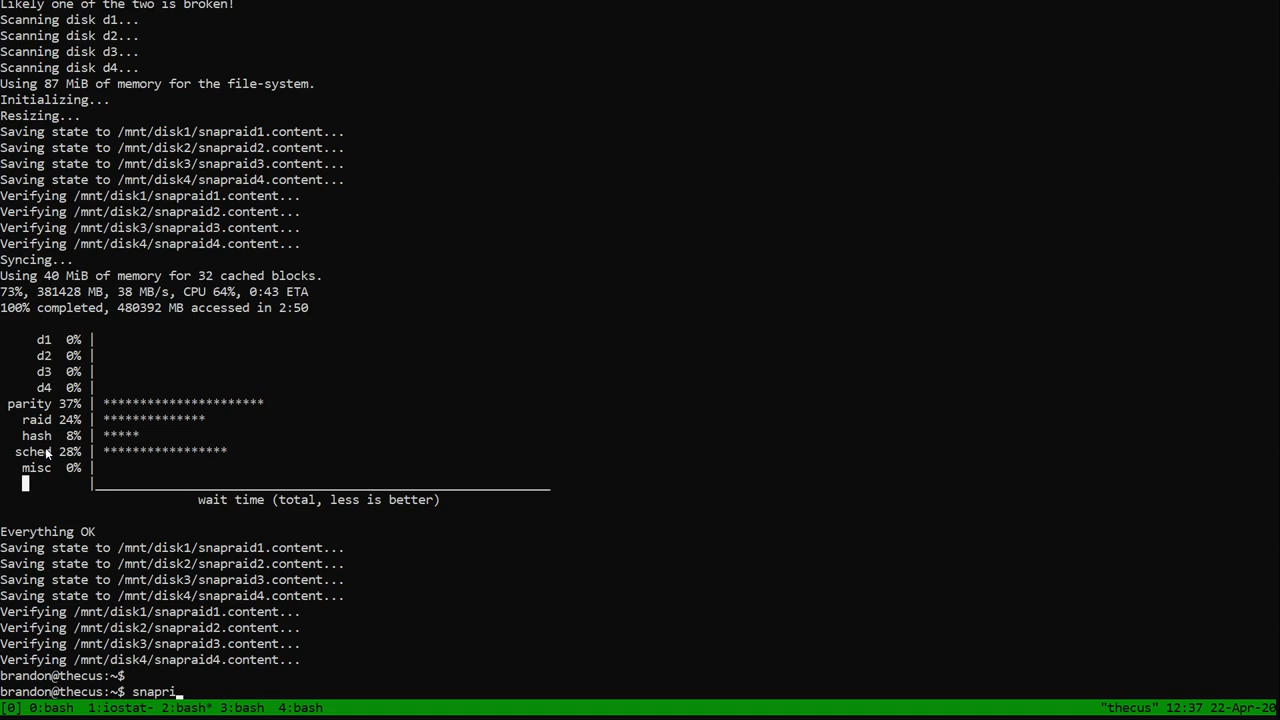 Likely one of the two is broken!
Scanning disk d1...
Scanning disk d2...
Scanning disk d3...
Scanning disk d4...
Using 87 MiB of memory for the file-system.
Initializing...
Resizing...
Saving state to /mnt/disk1/snapraid1.content...
Saving state to /mnt/disk2/snapraid2.content...
Saving state to /mnt/disk3/snapraid3.content...
Saving state to /mnt/disk4/snapraid4.content...
Verifying /mnt/disk1/snapraid1.content...
Verifying /mnt/disk2/snapraid2.content...
Verifying /mnt/disk3/snapraid3.content...
Verifying /mnt/disk4/snapraid4.content...
Syncing...
Using 40 MiB of memory for 32 cached blocks.
73%, 381428 MB, 38 MB/s, CPU 64%, 0:43 ETA
100% completed, 480392 MB accessed in 2:50
d1 0% |
d2 0% |
d3 0% |
d4 0% |
parity 37% | **********************
raid 24% | **************
hash 8% | *****
sched 28% | *****************
misc 0% |
|______________________________________________________________
wait time (total, less is better)
Everything OK
Saving state to /mnt/disk1/snapraid1.content...
Saving state to /mnt/disk2/snapraid2.content...
Saving state to /mnt/disk3/snapraid3.content...
Saving state to /mnt/disk4/snapraid4.content...
Verifying /mnt/disk1/snapraid1.content...
Verifying /mnt/disk2/snapraid2.content...
Verifying /mnt/disk3/snapraid3.content...
Verifying /mnt/disk4/snapraid4.content...
brandon@thecus:~$
brandon@thecus:~$ snapri
[0] 0:bash 1:iostat- 2:bash* 3:bash 4:bash "thecus" 12:37 22-Apr-20